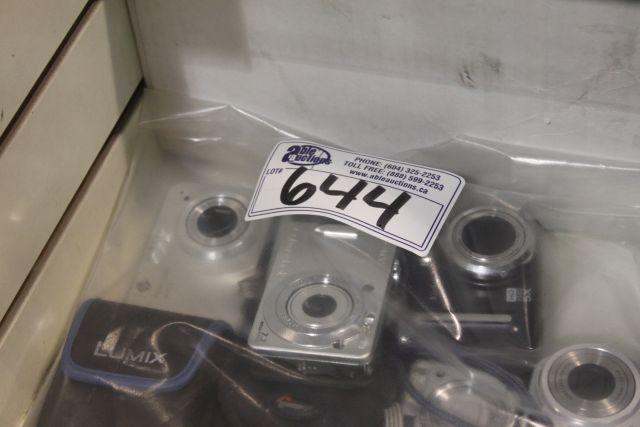 able
auctions
PHONE: (604) 325-2253
TOLL FREE: (888) 599-2253
www.ableauctions.ca
LOT#
644
LUMIX